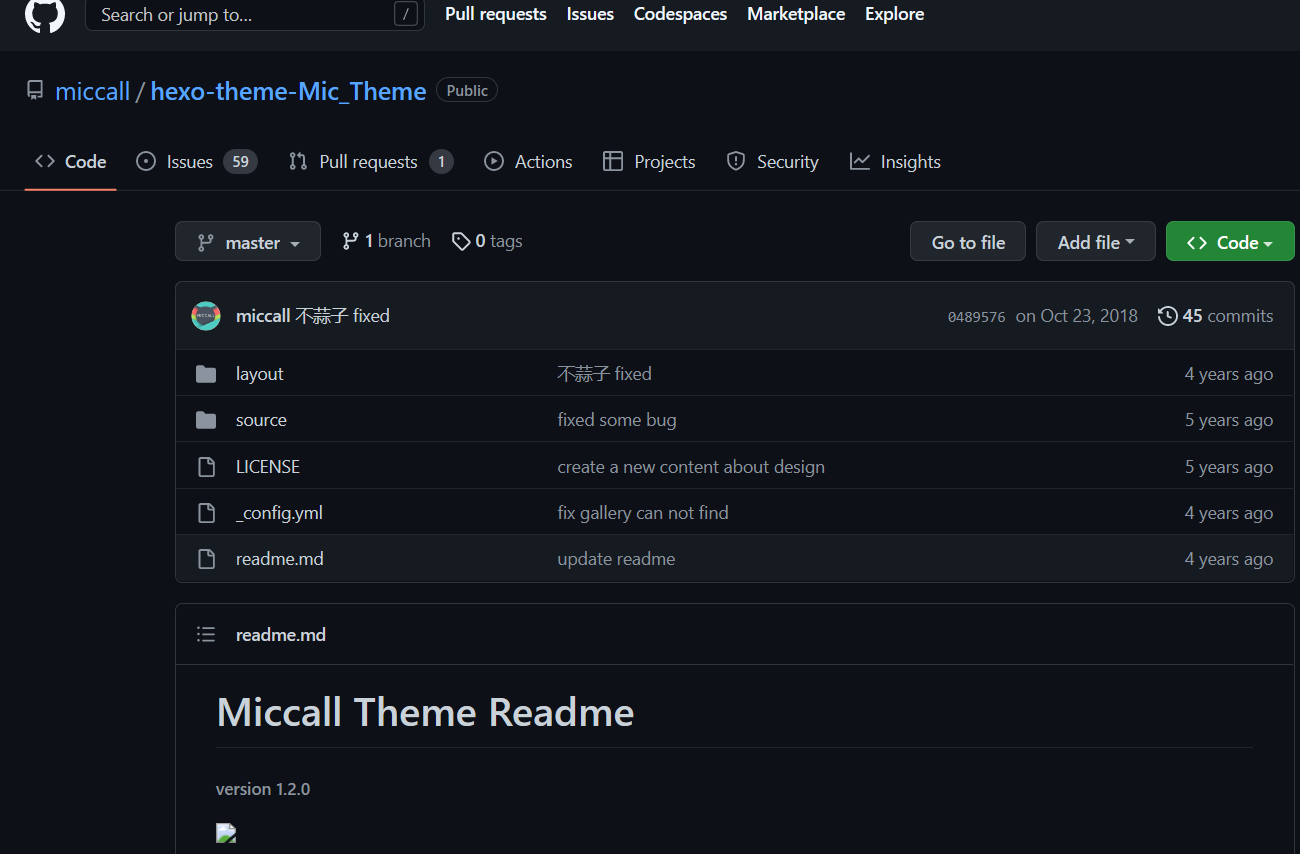 Search or jump to... / Pull requests Issues Codespaces Marketplace Explore
miccall / hexo-theme-Mic_Theme Public
Code Issues 59 Pull requests 1 Actions Projects Security Insights
master 1 branch 0 tags Go to file Add file Code
miccall 不蒜子 fixed 0489576 on Oct 23, 2018 45 commits
layout 不蒜子 fixed 4 years ago
source fixed some bug 5 years ago
LICENSE create a new content about design 5 years ago
_config.yml fix gallery can not find 4 years ago
readme.md update readme 4 years ago
readme.md
Miccall Theme Readme
version 1.2.0